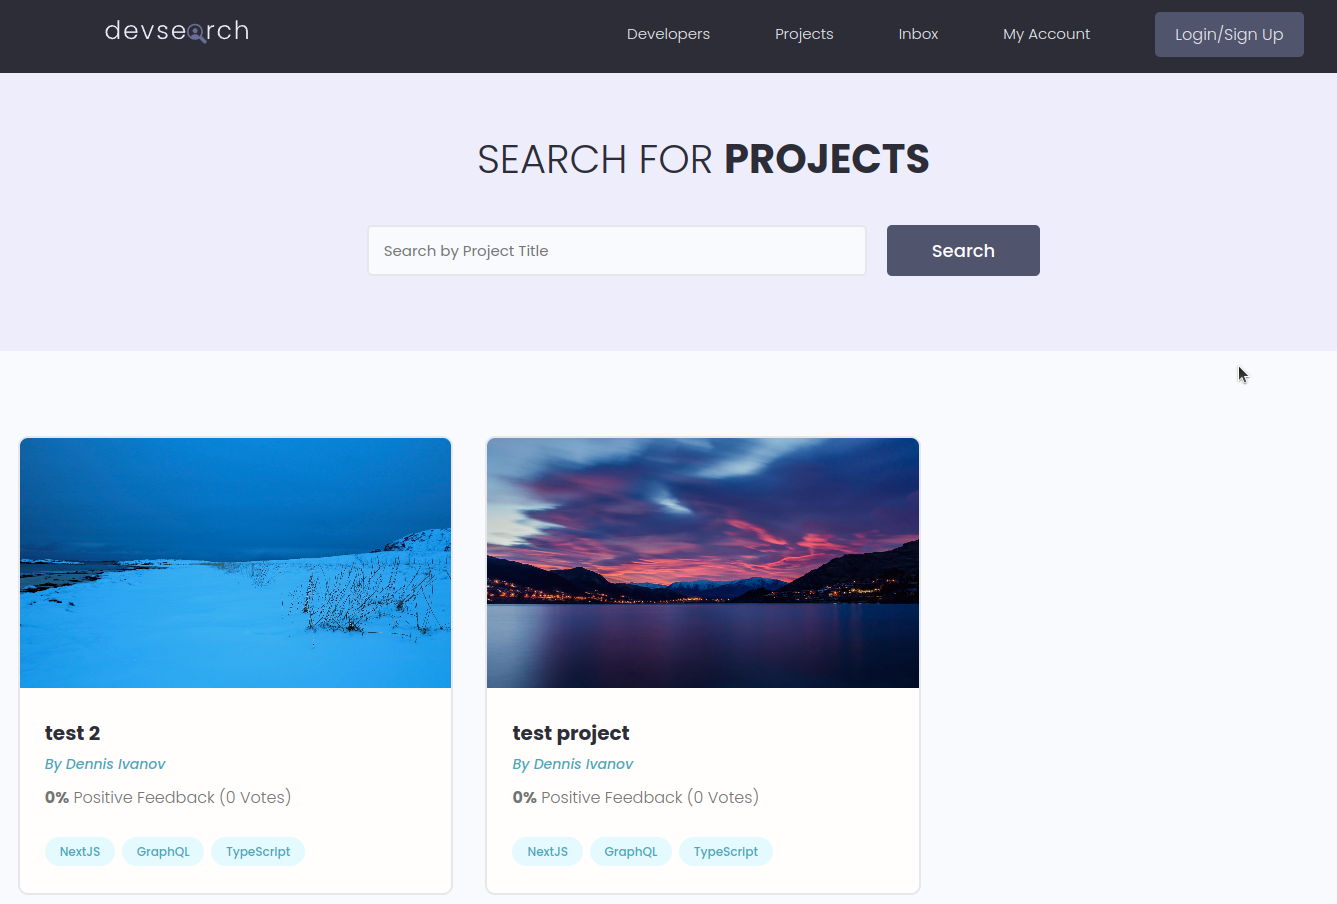 devsearch
Developers
Projects
Inbox
My Account
Login/Sign Up
SEARCH FOR PROJECTS
Search by Project Title
Search
test 2
By Dennis Ivanov
0% Positive Feedback (0 Votes)
NextJS GraphQL TypeScript
test project
By Dennis Ivanov
0% Positive Feedback (0 Votes)
NextJS GraphQL TypeScript